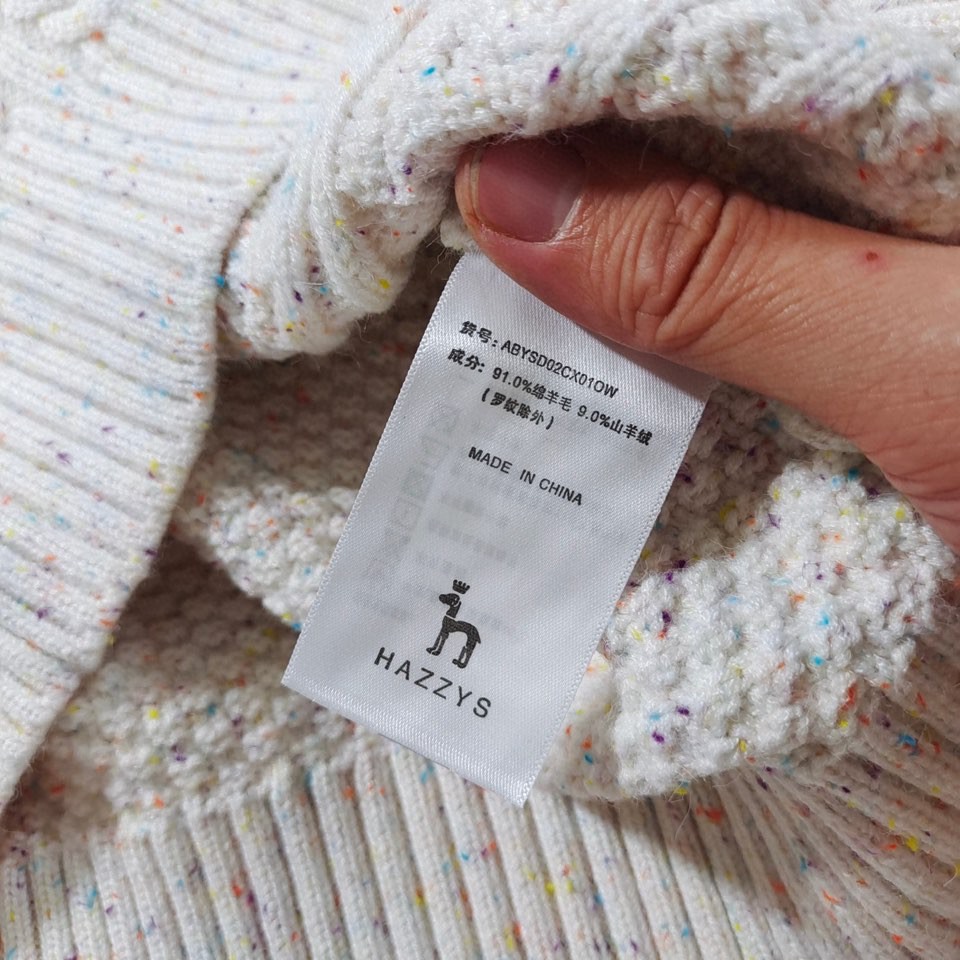 货号: ABYSD02CX01OW
成分: 91.0%绵羊毛 9.0%山羊绒
(罗纹除外)
MADE IN CHINA
HAZZYS